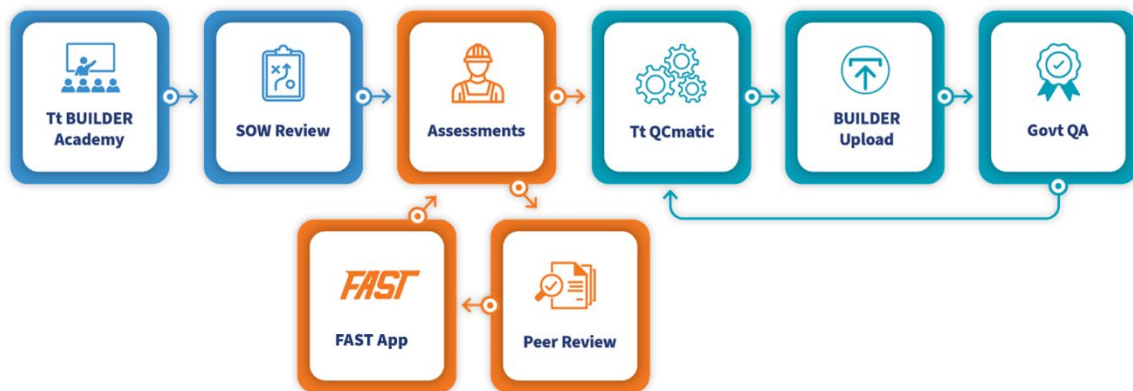 Tt BUILDER
Academy
SOW Review
Assessments
Tt QCmatic
BUILDER
Upload
Govt QA
FAST
FAST App
Peer Review